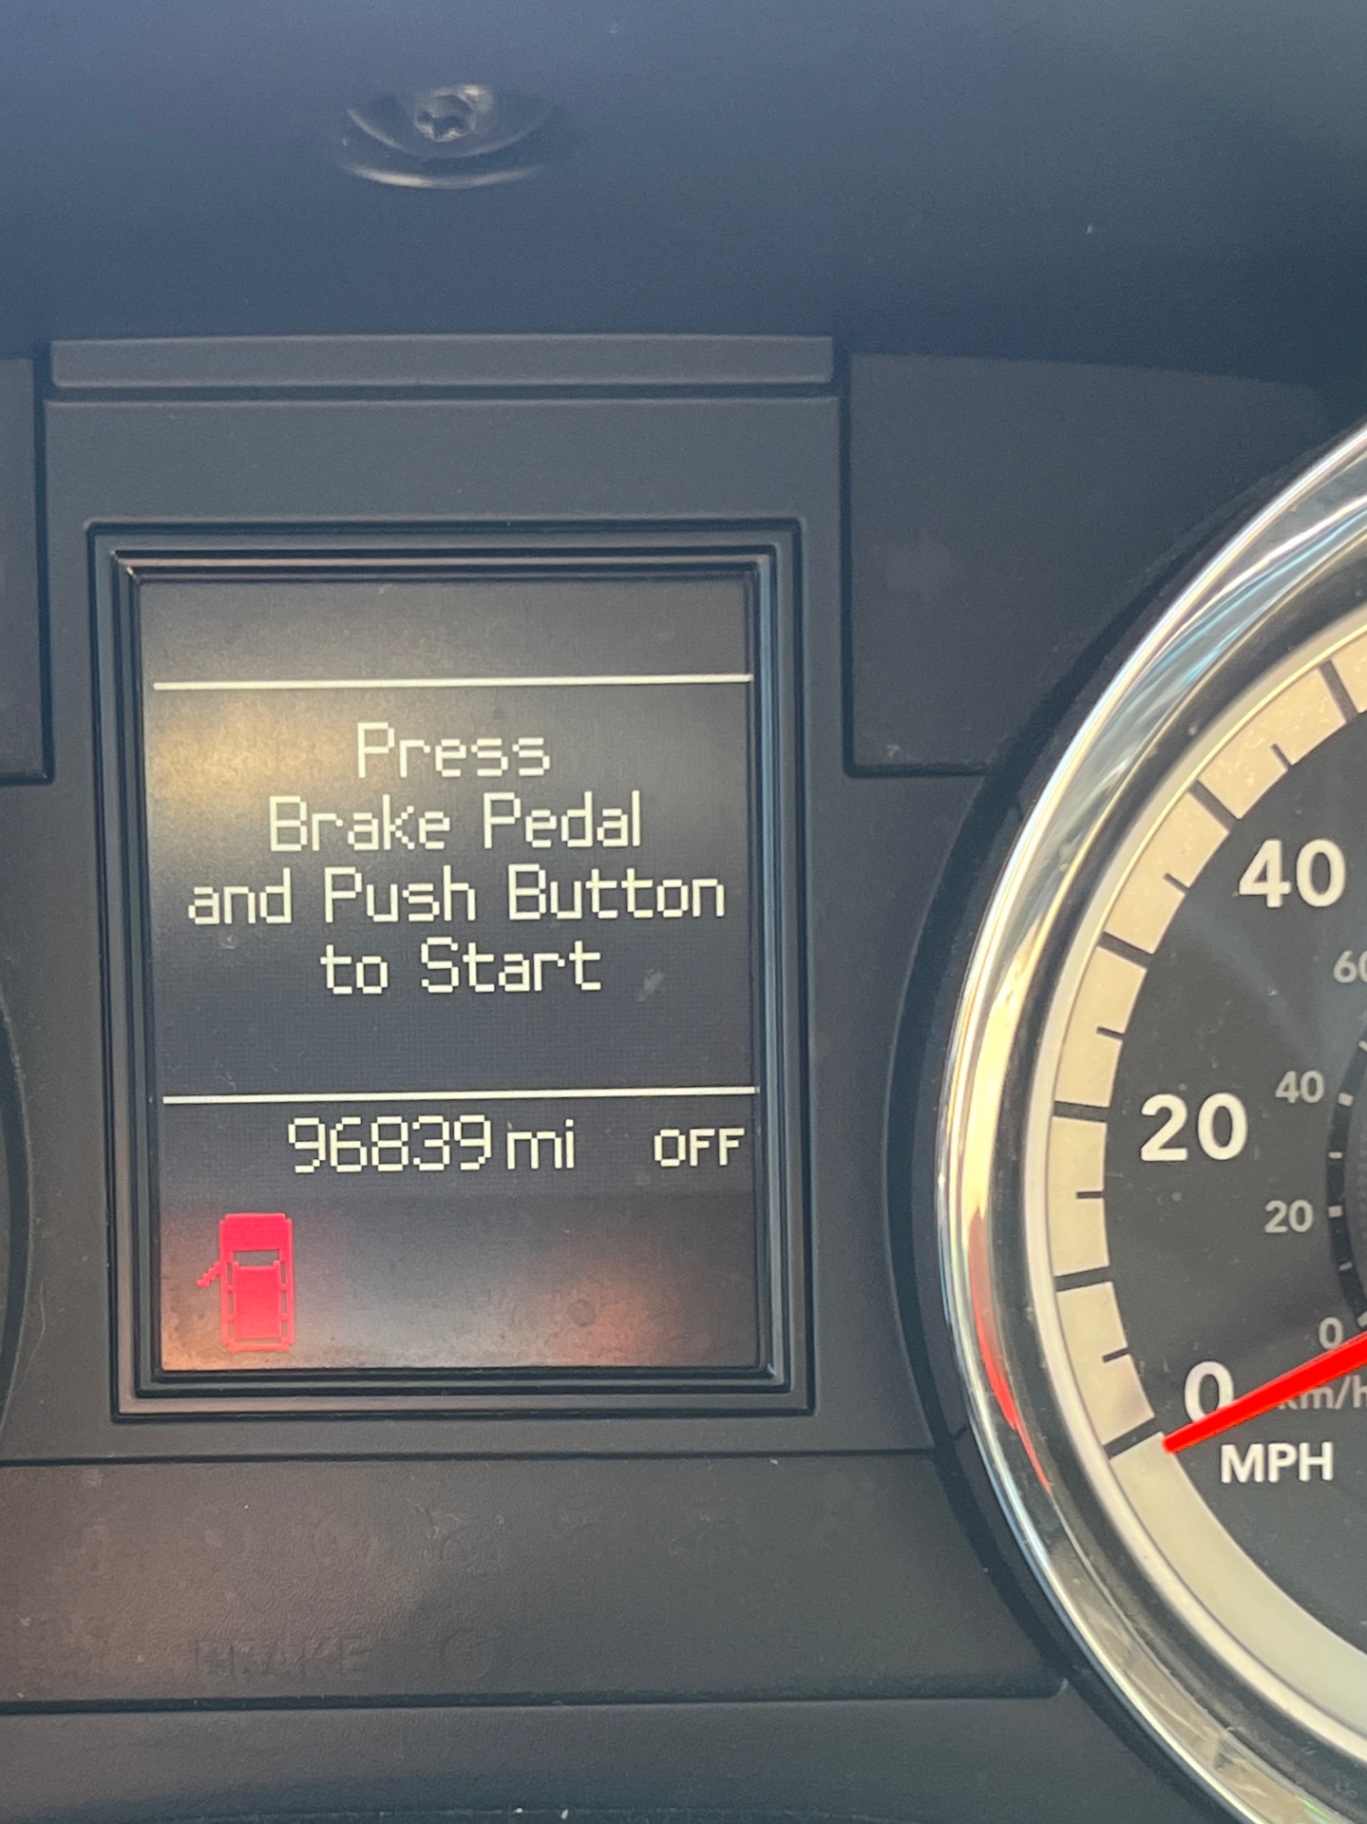 Press
Brake Pedal
and Push Button
to Start
96839 mi OFF
40
60
20
40
20
0
0
km/h
MPH
BRAKE